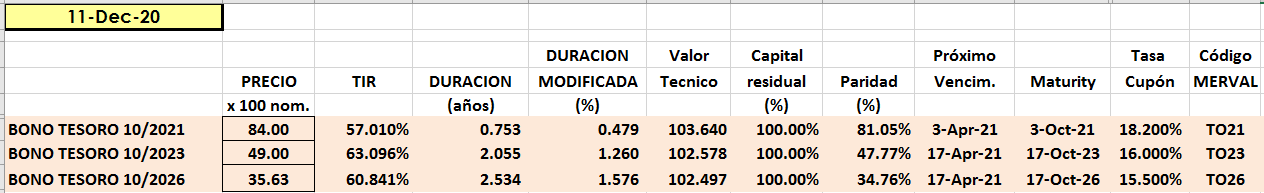 11-Dec-20
DURACION Valor Capital Próximo Tasa Código
PRECIO TIR DURACION MODIFICADA Tecnico residual Paridad Vencim. Maturity Cupón MERVAL
x 100 nom. (años) (%) (%) (%)
BONO TESORO 10/2021 84.00 57.010% 0.753 0.479 103.640 100.00% 81.05% 3-Apr-21 3-Oct-21 18.200% TO21
BONO TESORO 10/2023 49.00 63.096% 2.055 1.260 102.578 100.00% 47.77% 17-Apr-21 17-Oct-23 16.000% TO23
BONO TESORO 10/2026 35.63 60.841% 2.534 1.576 102.497 100.00% 34.76% 17-Apr-21 17-Oct-26 15.500% TO26